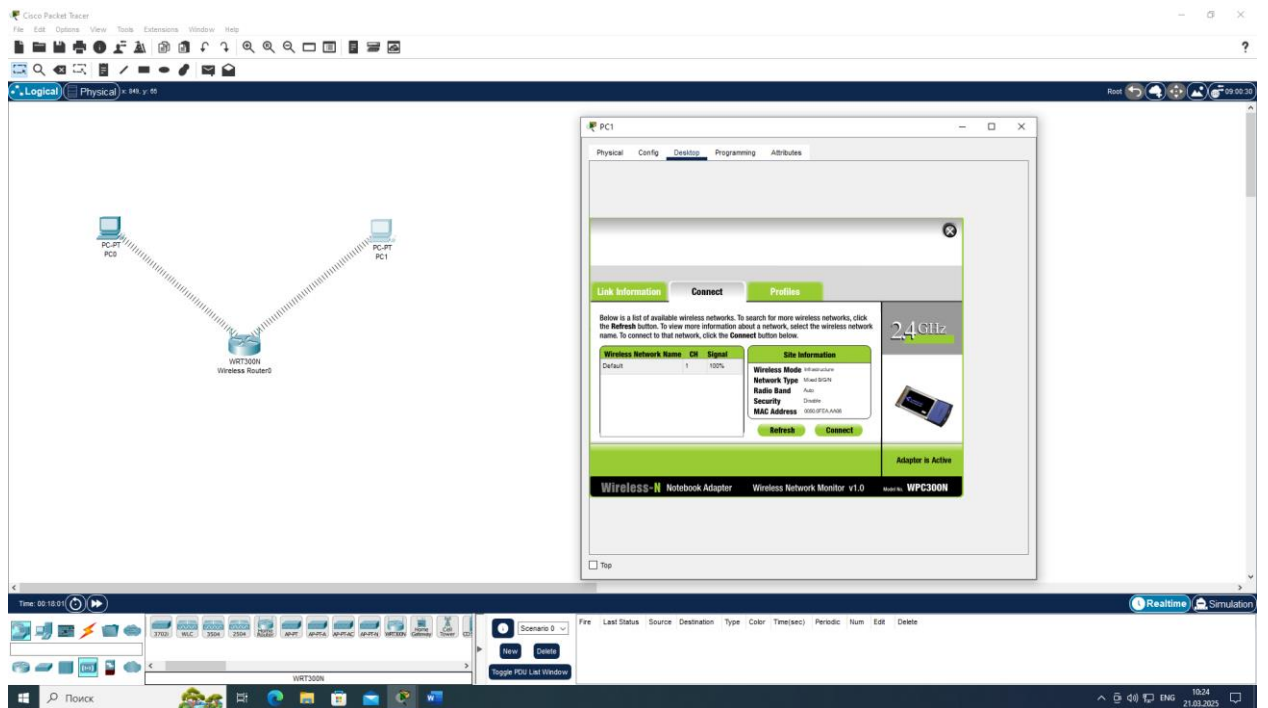 Cisco Packet Tracer
File Edit Options View Tools Extensions Window Help
?
Logical Physical x: 849, y: 65
Root 09:00:30
PC1
Physical Config Desktop Programming Attributes
PC-PT
PC0
PC-PT
PC1
WRT300N
Wireless Router0
Link Information Connect Profiles
Below is a list of available wireless networks. To search for more wireless networks, click
the Refresh button. To view more information about a network, select the wireless network
name. To connect to that network, click the Connect button below.
2.4GHz
Wireless Network Name CH Signal
Default 1 100%
Site Information
Wireless Mode Infrastructure
Network Type Mixed B/G/N
Radio Band Auto
Security Disable
MAC Address
Refresh Connect
Adapter is Active
Wireless-N Notebook Adapter Wireless Network Monitor v1.0 Model No. WPC300N
Top
Time: 00:18:01
Realtime Simulation
3702i WLC 3504 2504 Home Router AP-PT AP-PT-A AP-PT-AC AP-PT-N WRT300N Home Gateway Cell Tower
WRT300N
Scenario 0
New Delete
Toggle PDU List Window
Fire Last Status Source Destination Type Color Time(sec) Periodic Num Edit Delete
Поиск
ENG
10:24
21.03.2025